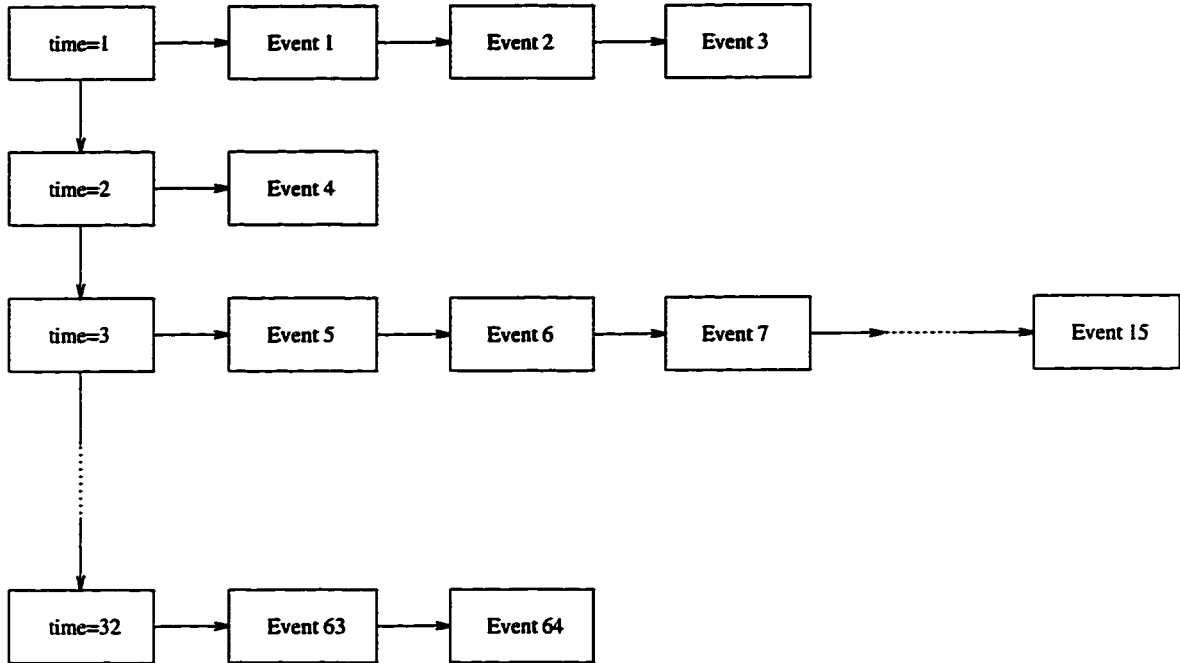 time=1 Event 1 Event 2 Event 3
time=2 Event 4
time=3 Event 5 Event 6 Event 7 Event 15
time=32 Event 63 Event 64